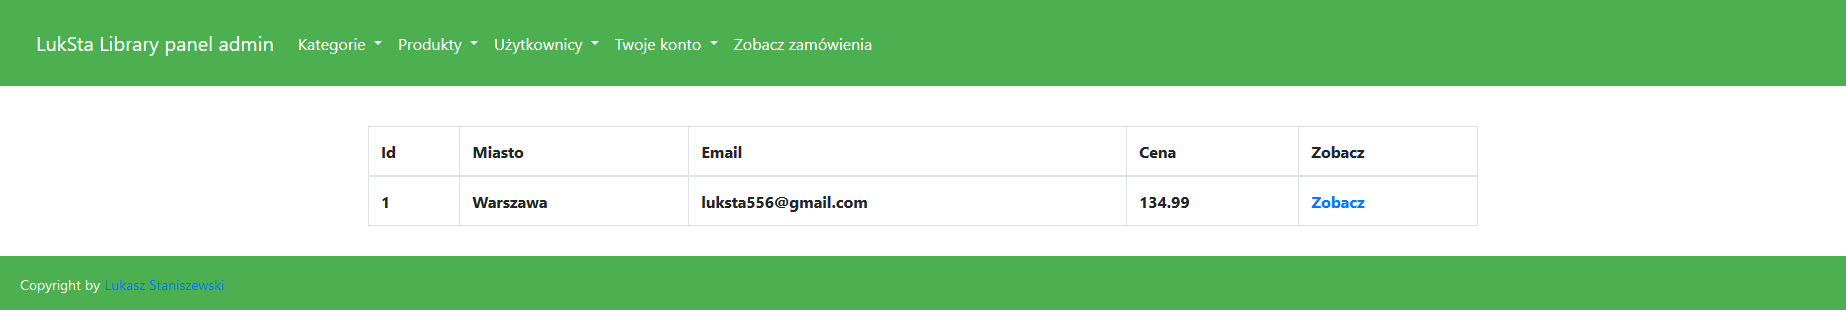 LukSta Library panel admin Kategorie Produkty Użytkownicy Twoje konto Zobacz zamówienia
Id Miasto Email Cena Zobacz
1 Warszawa luksta556@gmail.com 134.99 Zobacz
Copyright by Lukasz Staniszewski